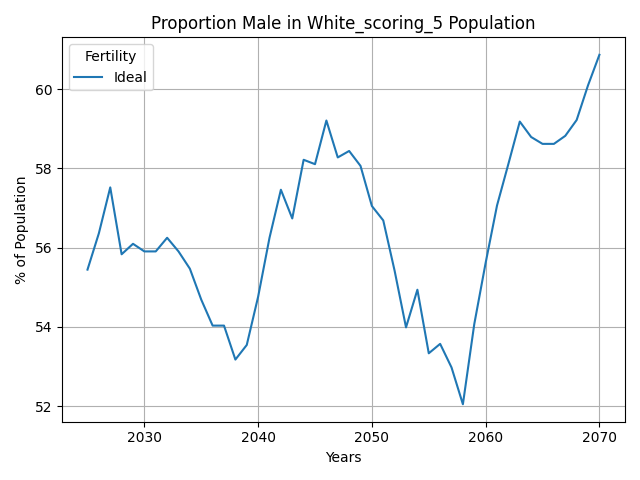 Proportion Male in White_scoring_5 Population
Fertility
Ideal
% of Population
60
58
56
54
52
2030 2040 2050 2060 2070
Years